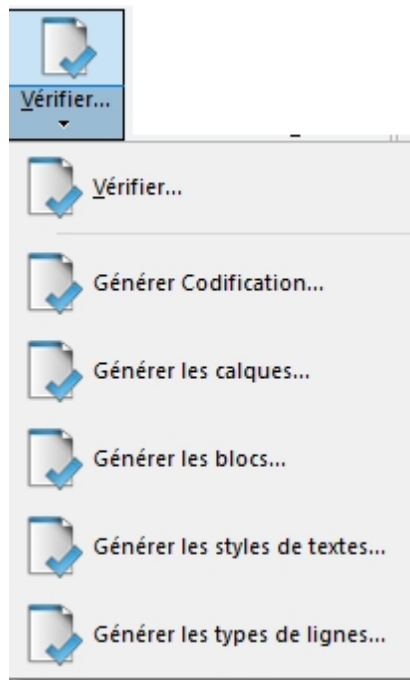 Vérifier...
Vérifier...
Générer Codification...
Générer les calques...
Générer les blocs...
Générer les styles de textes...
Générer les types de lignes...